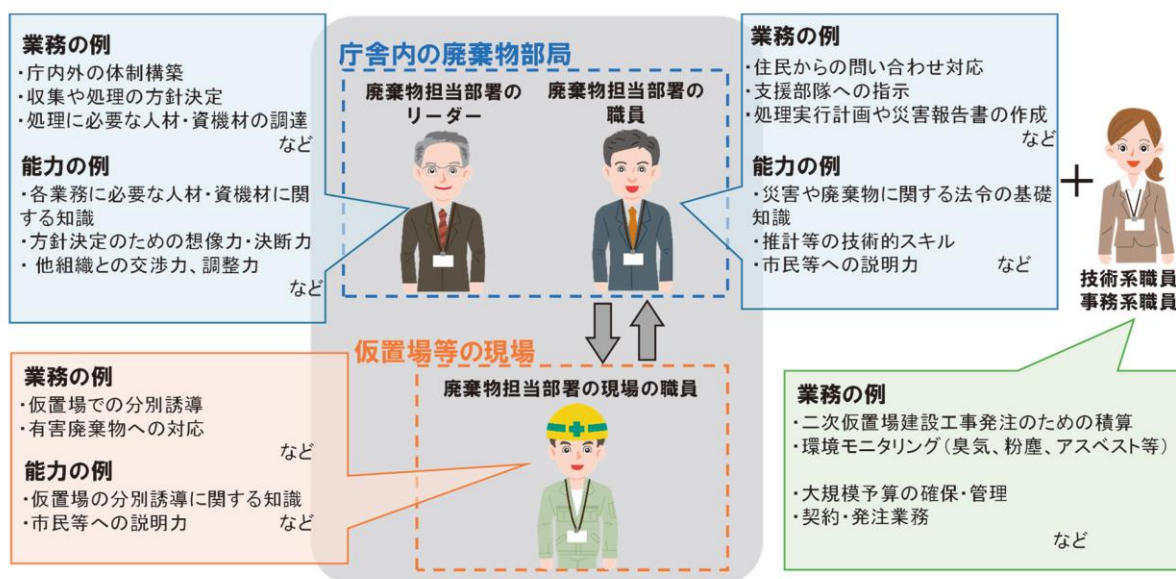 業務の例
・庁内外の体制構築
・収集や処理の方針決定
・処理に必要な人材・資機材の調達
など
能力の例
・各業務に必要な人材・資機材に関
する知識
・方針決定のための想像力・決断力
・他組織との交渉力、調整力
など
庁舎内の廃棄物部局
廃棄物担当部署の
リーダー
廃棄物担当部署の
職員
業務の例
・住民からの問い合わせ対応
・支援部隊への指示
・処理実行計画や災害報告書の作成
など
能力の例
・災害や廃棄物に関する法令の基礎
知識
・推計等の技術的スキル
・市民等への説明力 など
+
技術系職員
事務系職員
業務の例
・仮置場での分別誘導
・有害廃棄物への対応
など
能力の例
・仮置場の分別誘導に関する知識
・市民等への説明力 など
仮置場等の現場
廃棄物担当部署の現場の職員
業務の例
・二次仮置場建設工事発注のための積算
・環境モニタリング(臭気、粉塵、アスベスト等)
・大規模予算の確保・管理
・契約・発注業務
など